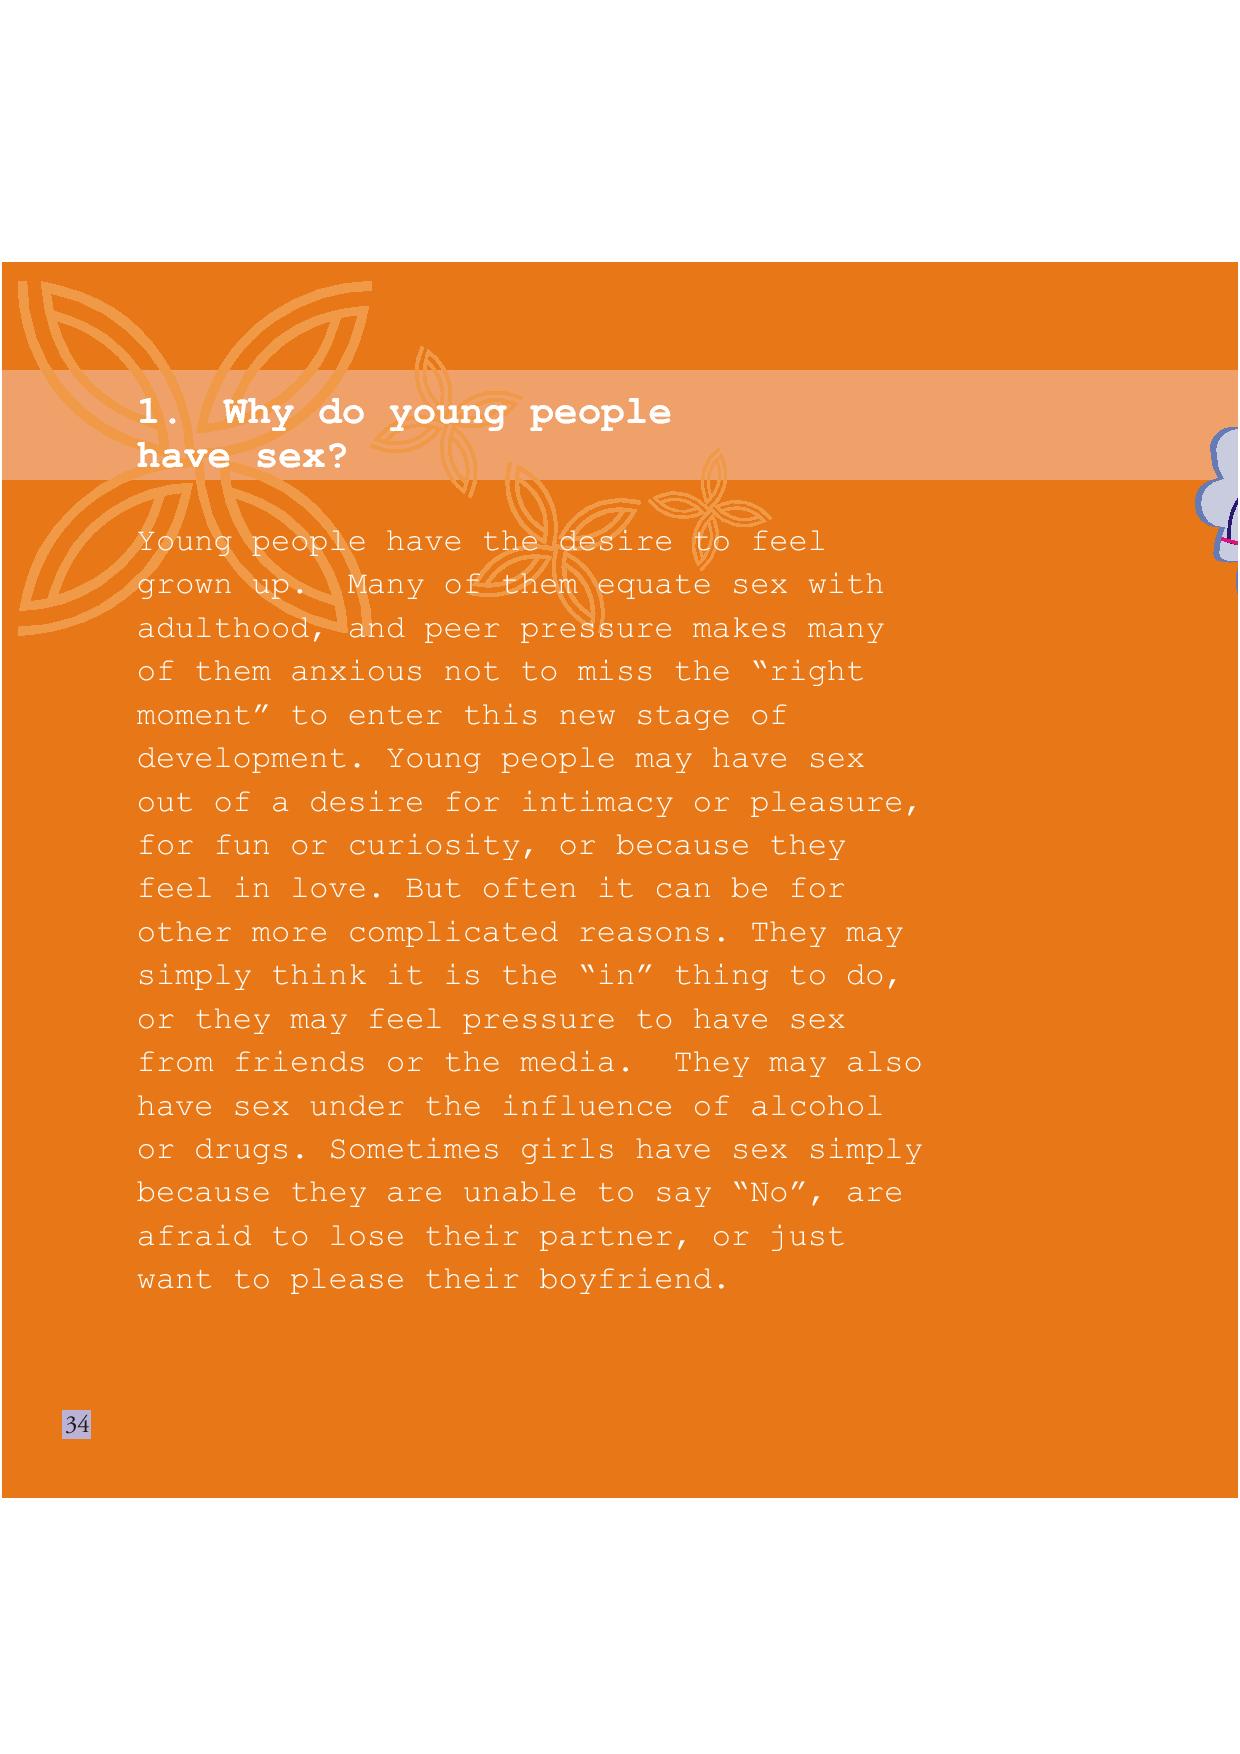 1.  Why do young people
have sex?
Young people have the desire to feel
grown up.  Many of them equate sex with
adulthood, and peer pressure makes many
of them anxious not to miss the “right
moment” to enter this new stage of
development. Young people may have sex
out of a desire for intimacy or pleasure,
for fun or curiosity, or because they
feel in love. But often it can be for
other more complicated reasons. They may
simply think it is the “in” thing to do,
or they may feel pressure to have sex
from friends or the media.  They may also
have sex under the influence of alcohol
or drugs. Sometimes girls have sex simply
because they are unable to say “No”, are
afraid to lose their partner, or just
want to please their boyfriend.
34